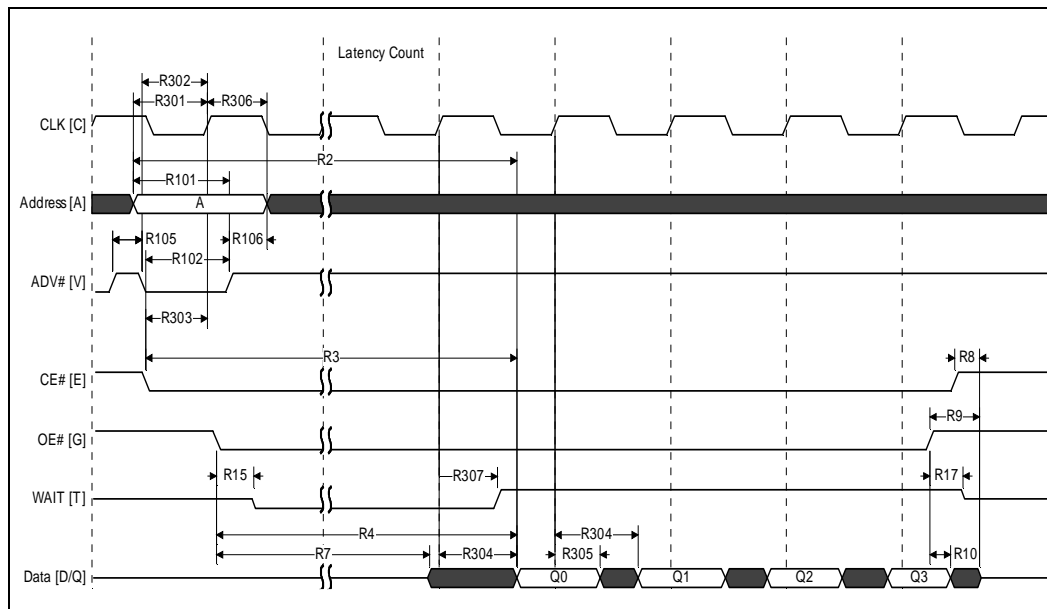 Latency Count
R302
R301 R306
CLK [C]
R2
R101
Address [A] A
R105 R106
R102
ADV# [V]
R303
R3 R8
CE# [E]
R9
OE# [G]
R15 R307 R17
WAIT [T]
R4 R304
R7 R304 R305 R10
Data [D/Q] Q0 Q1 Q2 Q3